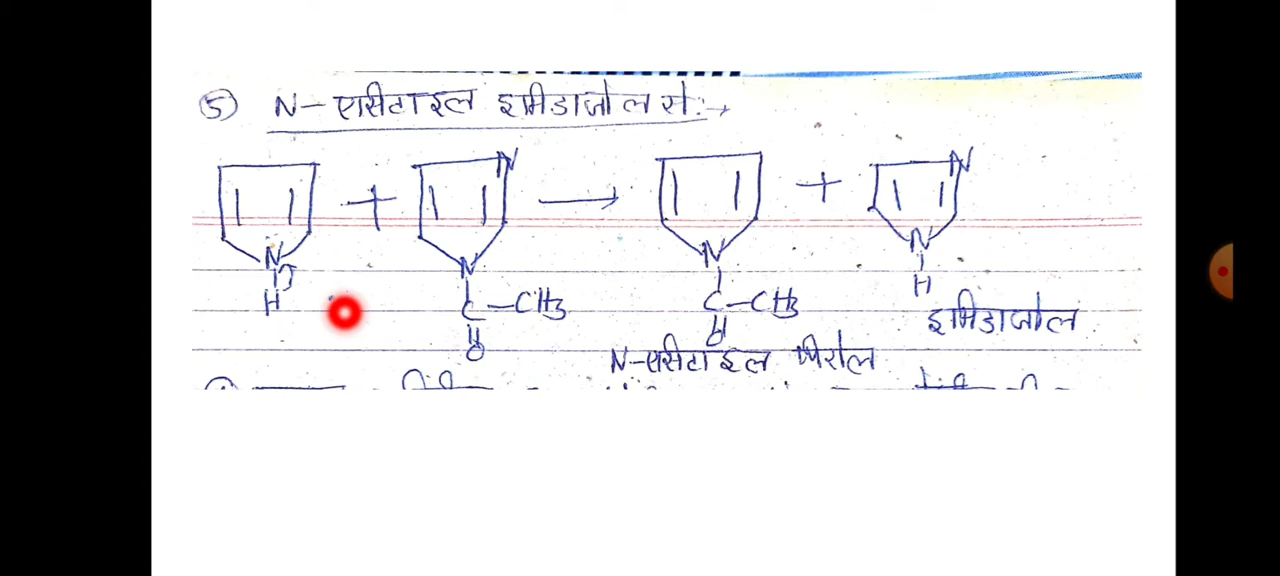 ⑤ N-एसीटाइल इमिडाजोल से:→
N + N → N + N
N N N N
H C-CH3 C-CH3 H
O O इमिडाजोल
N-एसीटाइल पीरोल